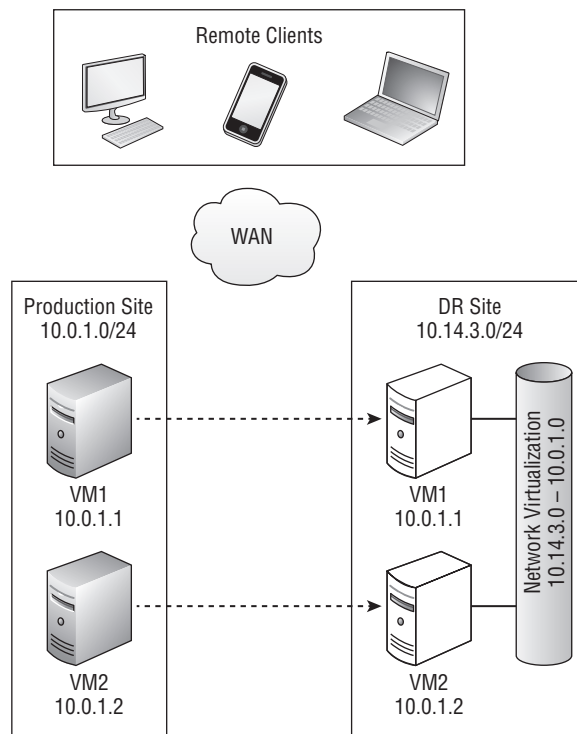 Remote Clients
WAN
Production Site
10.0.1.0/24
VM1
10.0.1.1
VM2
10.0.1.2
DR Site
10.14.3.0/24
VM1
10.0.1.1
VM2
10.0.1.2
Network Virtualization
10.14.3.0 – 10.0.1.0